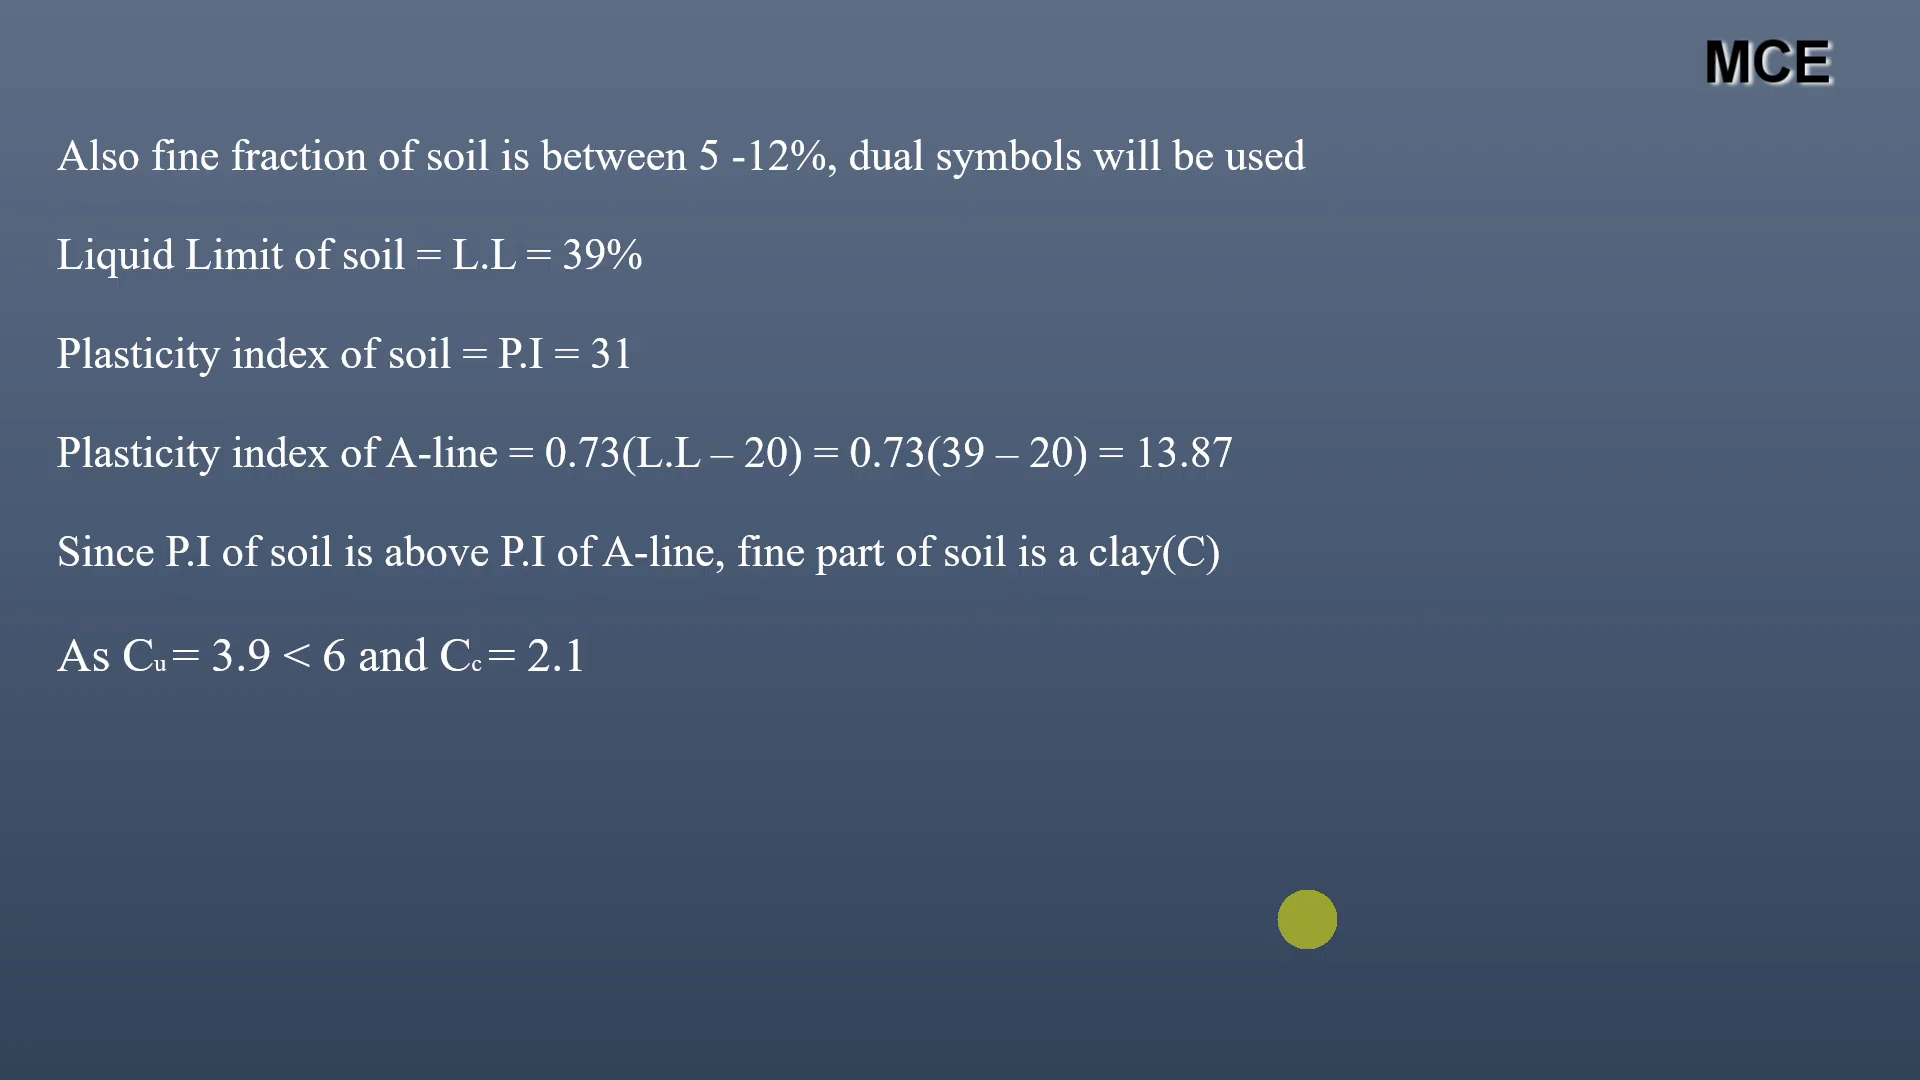 MCE
Also fine fraction of soil is between 5 -12%, dual symbols will be used
Liquid Limit of soil = L.L = 39%
Plasticity index of soil = P.I = 31
Plasticity index of A-line = 0.73(L.L – 20) = 0.73(39 – 20) = 13.87
Since P.I of soil is above P.I of A-line, fine part of soil is a clay(C)
As Cu = 3.9 < 6 and Cc = 2.1